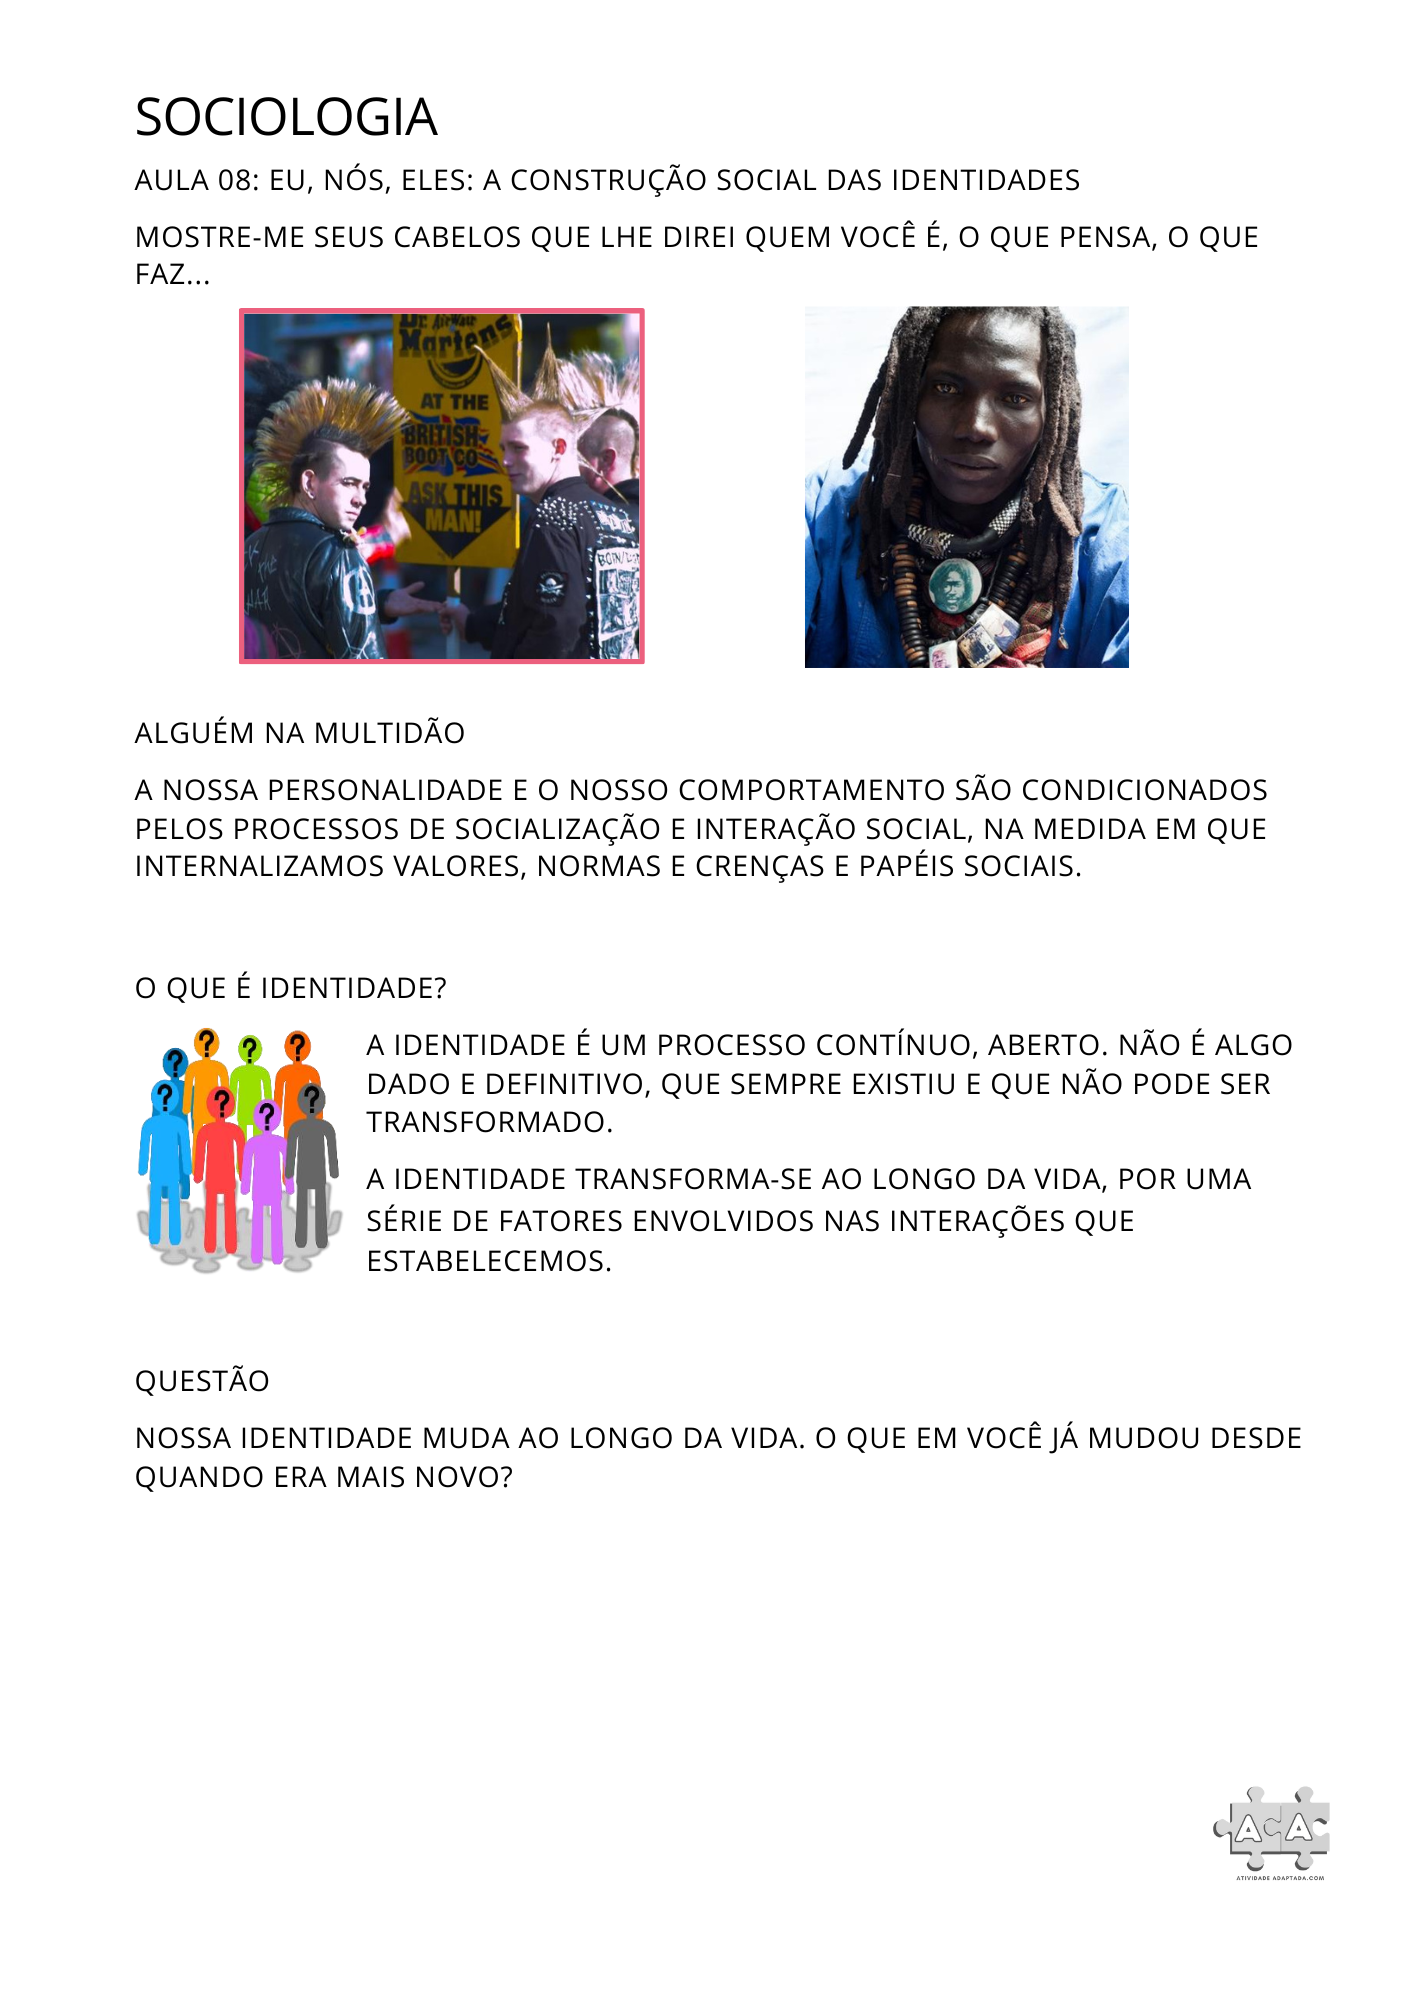 SOCIOLOGIA
AULA 08: EU, NÓS, ELES: A CONSTRUÇÃO SOCIAL DAS IDENTIDADES
MOSTRE-ME SEUS CABELOS QUE LHE DIREI QUEM VOCÊ É, O QUE PENSA, O QUE
FAZ...
Dr AirWair
Martens
AT THE
BRITISH
BOOT CO
ASK THIS
MAN!
ALGUÉM NA MULTIDÃO
A NOSSA PERSONALIDADE E O NOSSO COMPORTAMENTO SÃO CONDICIONADOS
PELOS PROCESSOS DE SOCIALIZAÇÃO E INTERAÇÃO SOCIAL, NA MEDIDA EM QUE
INTERNALIZAMOS VALORES, NORMAS E CRENÇAS E PAPÉIS SOCIAIS.
O QUE É IDENTIDADE?
? ? ? ?
? ? ? ?
A IDENTIDADE É UM PROCESSO CONTÍNUO, ABERTO. NÃO É ALGO
DADO E DEFINITIVO, QUE SEMPRE EXISTIU E QUE NÃO PODE SER
TRANSFORMADO.
A IDENTIDADE TRANSFORMA-SE AO LONGO DA VIDA, POR UMA
SÉRIE DE FATORES ENVOLVIDOS NAS INTERAÇÕES QUE
ESTABELECEMOS.
QUESTÃO
NOSSA IDENTIDADE MUDA AO LONGO DA VIDA. O QUE EM VOCÊ JÁ MUDOU DESDE
QUANDO ERA MAIS NOVO?
A A
ATIVIDADE ADAPTADA.COM